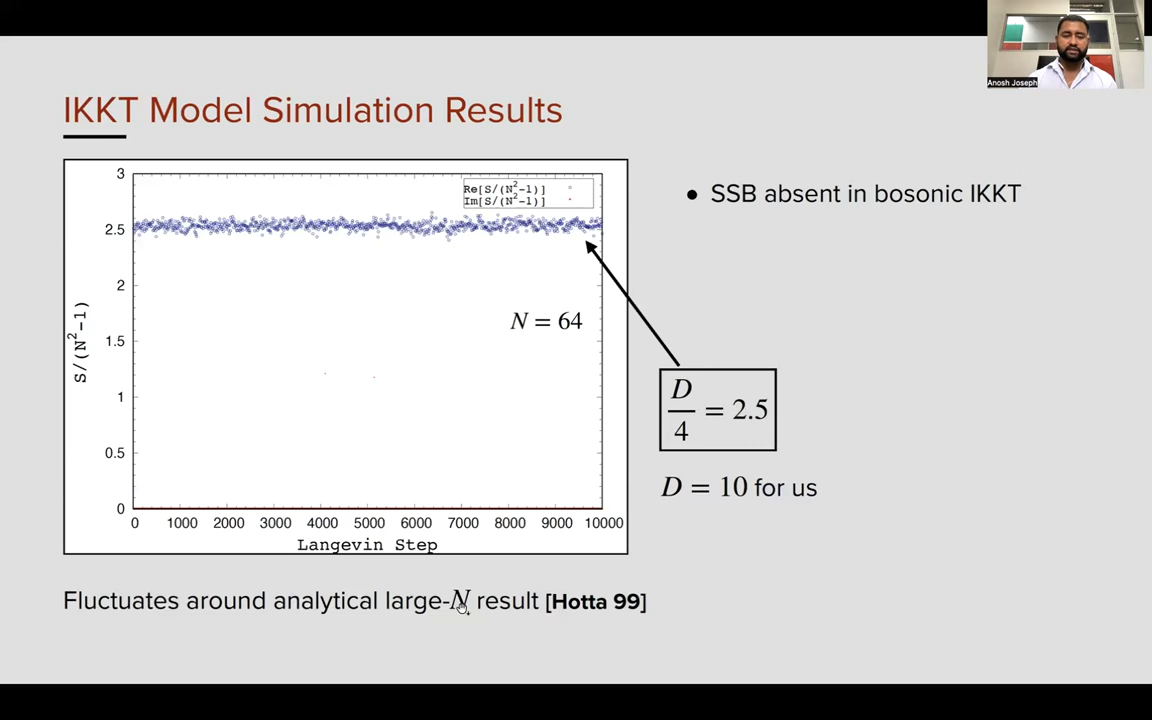 Anosh Joseph
IKKT Model Simulation Results
Re[S/(N²-1)]
Im[S/(N²-1)]
3
2.5
2
1.5
1
0.5
0
S/(N²-1)
N = 64
0 1000 2000 3000 4000 5000 6000 7000 8000 9000 10000
Langevin Step
• SSB absent in bosonic IKKT
D/4 = 2.5
D = 10 for us
Fluctuates around analytical large-N result [Hotta 99]